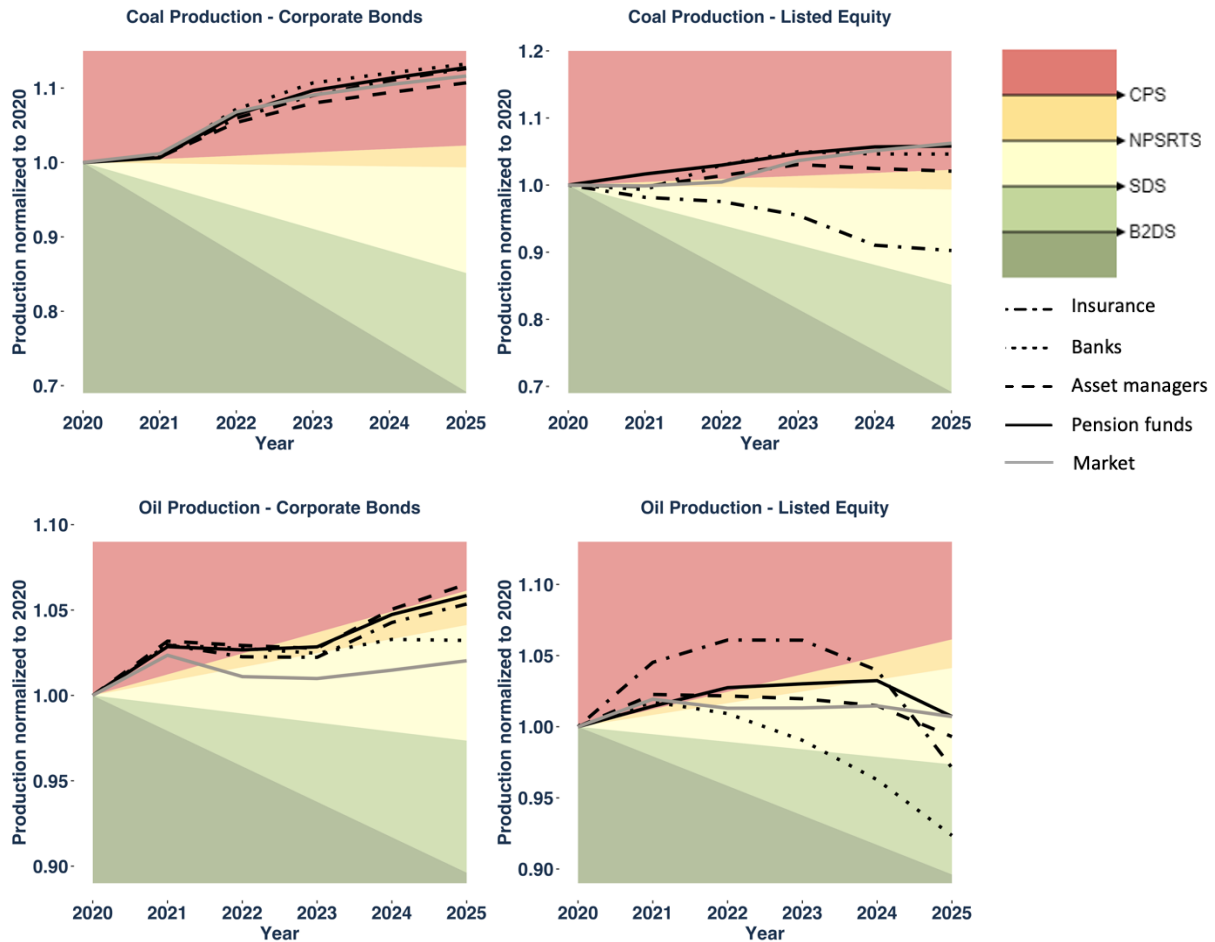 Coal Production - Corporate Bonds
Production normalized to 2020
1.1
1.0
0.9
0.8
0.7
2020 2021 2022 2023 2024 2025
Year
Coal Production - Listed Equity
Production normalized to 2020
1.2
1.1
1.0
0.9
0.8
0.7
2020 2021 2022 2023 2024 2025
Year
CPS
NPSRTS
SDS
B2DS
Insurance
Banks
Asset managers
Pension funds
Market
Oil Production - Corporate Bonds
Production normalized to 2020
1.10
1.05
1.00
0.95
0.90
2020 2021 2022 2023 2024 2025
Year
Oil Production - Listed Equity
Production normalized to 2020
1.10
1.05
1.00
0.95
0.90
2020 2021 2022 2023 2024 2025
Year